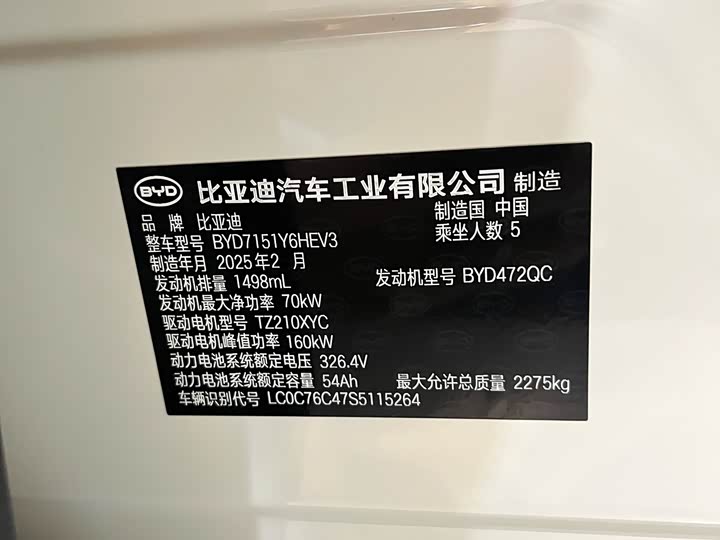 BYD 比亚迪汽车工业有限公司 制造
品 牌 比亚迪 制造国 中国
整车型号 BYD7151Y6HEV3 乘坐人数 5
制造年月 2025年2 月
发动机排量 1498mL 发动机型号 BYD472QC
发动机最大净功率 70kW
驱动电机型号 TZ210XYC
驱动电机峰值功率 160kW
动力电池系统额定电压 326.4V
动力电池系统额定容量 54Ah 最大允许总质量 2275kg
车辆识别代号 LC0C76C47S5115264